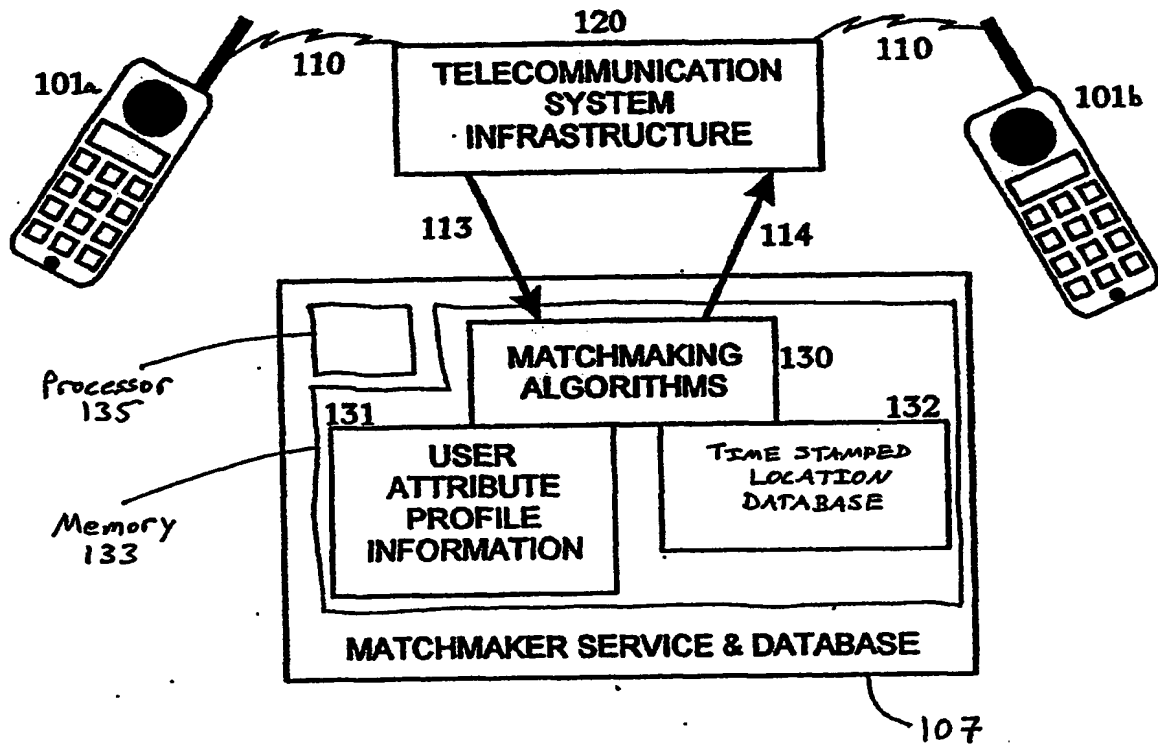 120
110
110
101a
101b
TELECOMMUNICATION
SYSTEM
INFRASTRUCTURE
113
114
MATCHMAKING
ALGORITHMS
130
Processor
135
131
132
USER
ATTRIBUTE
PROFILE
INFORMATION
TIME STAMPED
LOCATION
DATABASE
Memory
133
MATCHMAKER SERVICE & DATABASE
107